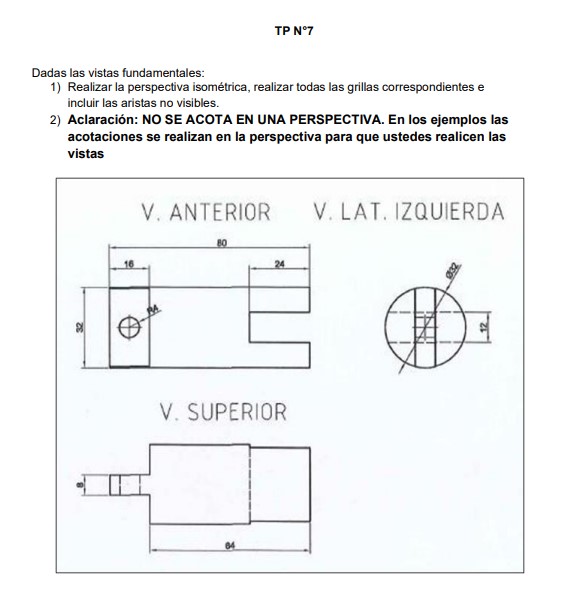 TP N°7
Dadas las vistas fundamentales:
1) Realizar la perspectiva isométrica, realizar todas las grillas correspondientes e
incluir las aristas no visibles.
2) Aclaración: NO SE ACOTA EN UNA PERSPECTIVA. En los ejemplos las
acotaciones se realizan en la perspectiva para que ustedes realicen las
vistas
V. ANTERIOR V. LAT. IZQUIERDA
80
16 24
R4
32
Ø32
12
V. SUPERIOR
8
64